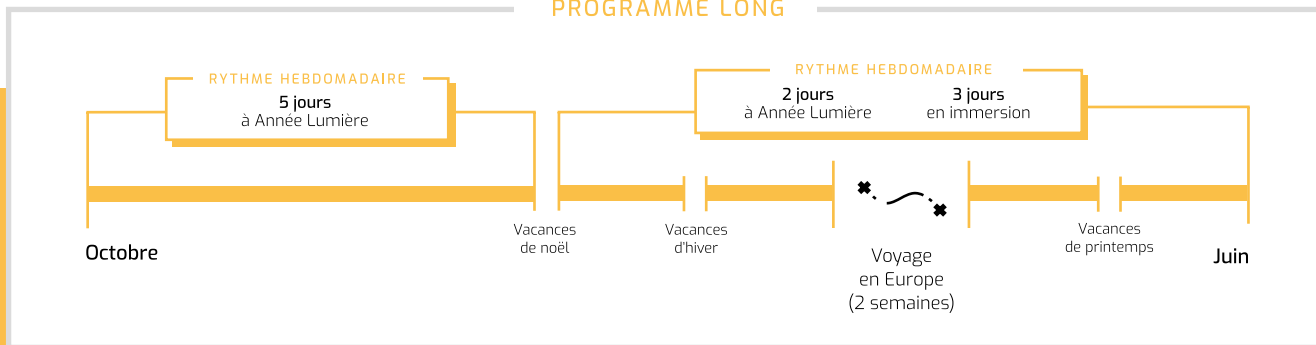 PROGRAMME LONG
RYTHME HEBDOMADAIRE
5 jours
à Année Lumière
RYTHME HEBDOMADAIRE
2 jours
à Année Lumière
3 jours
en immersion
Octobre
Vacances
de noël
Vacances
d'hiver
Voyage
en Europe
(2 semaines)
Vacances
de printemps
Juin